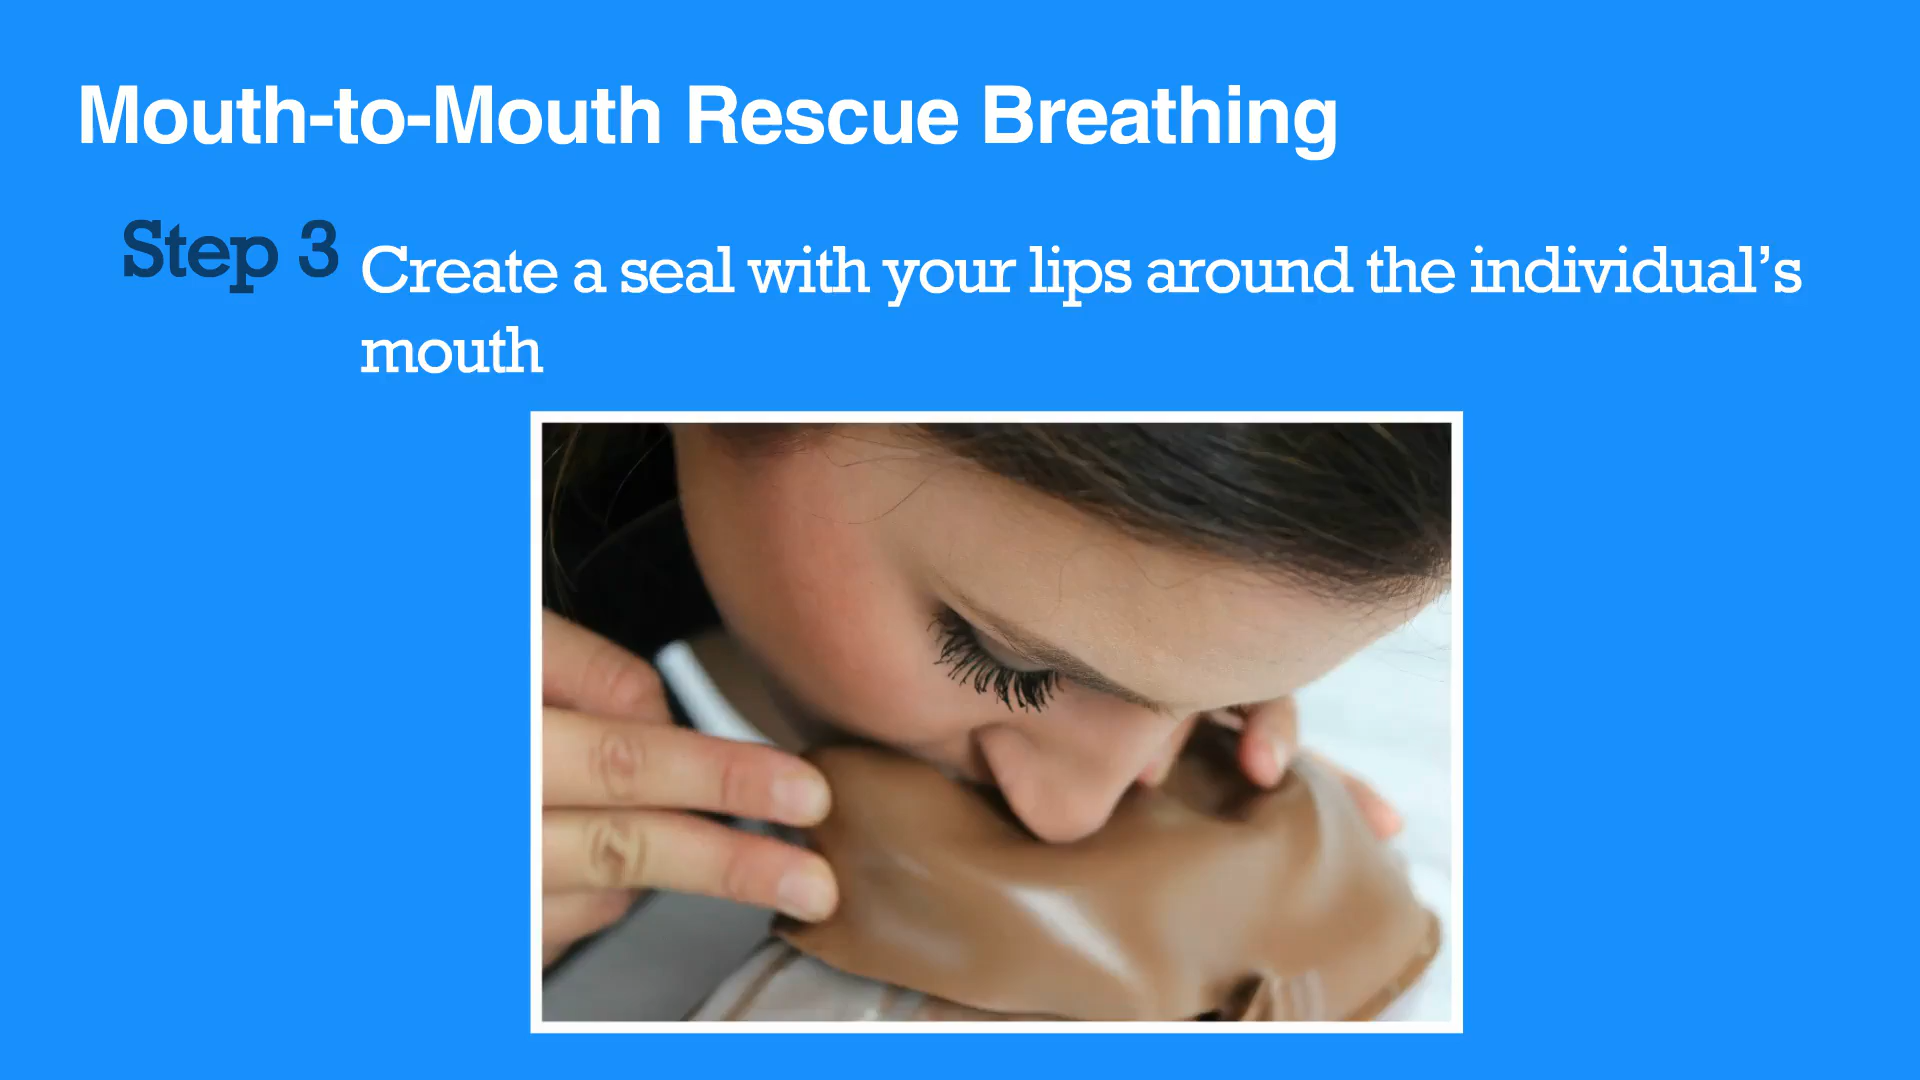 Mouth-to-Mouth Rescue Breathing
Step 3 Create a seal with your lips around the individual’s
mouth